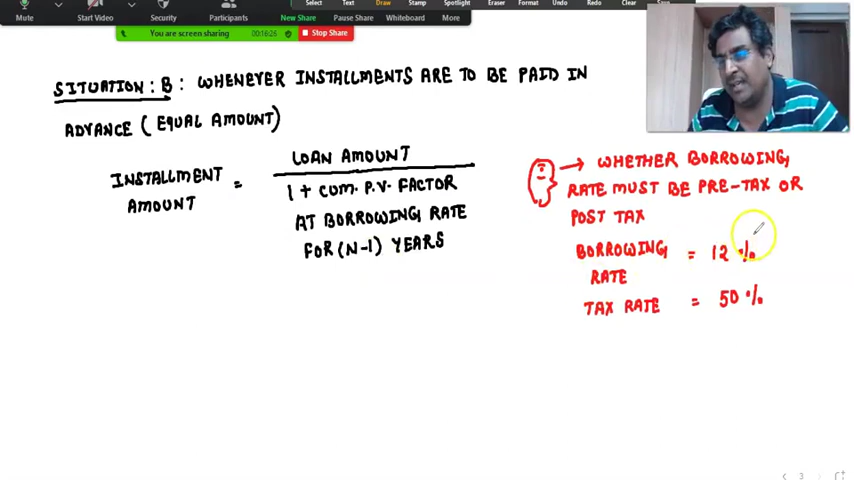 Select
Text
Draw
Stamp
Spotlight
Eraser
Format
Undo
Redo
Mute
Start Video
Security
Participants
New Share
Pause Share
Whiteboard
More
You are screen sharing
00:16:26
Stop Share
SITUATION: B: WHENEVER INSTALLMENTS ARE TO BE PAID IN
ADVANCE (EQUAL AMOUNT)
INSTALLMENT
AMOUNT
=
LOAN AMOUNT
1 + CUM. P.V. FACTOR
AT BORROWING RATE
FOR (N-1) YEARS
→ WHETHER BORROWING
RATE MUST BE PRE-TAX OR
POST TAX
BORROWING = 12 %
RATE
TAX RATE = 50 %
3